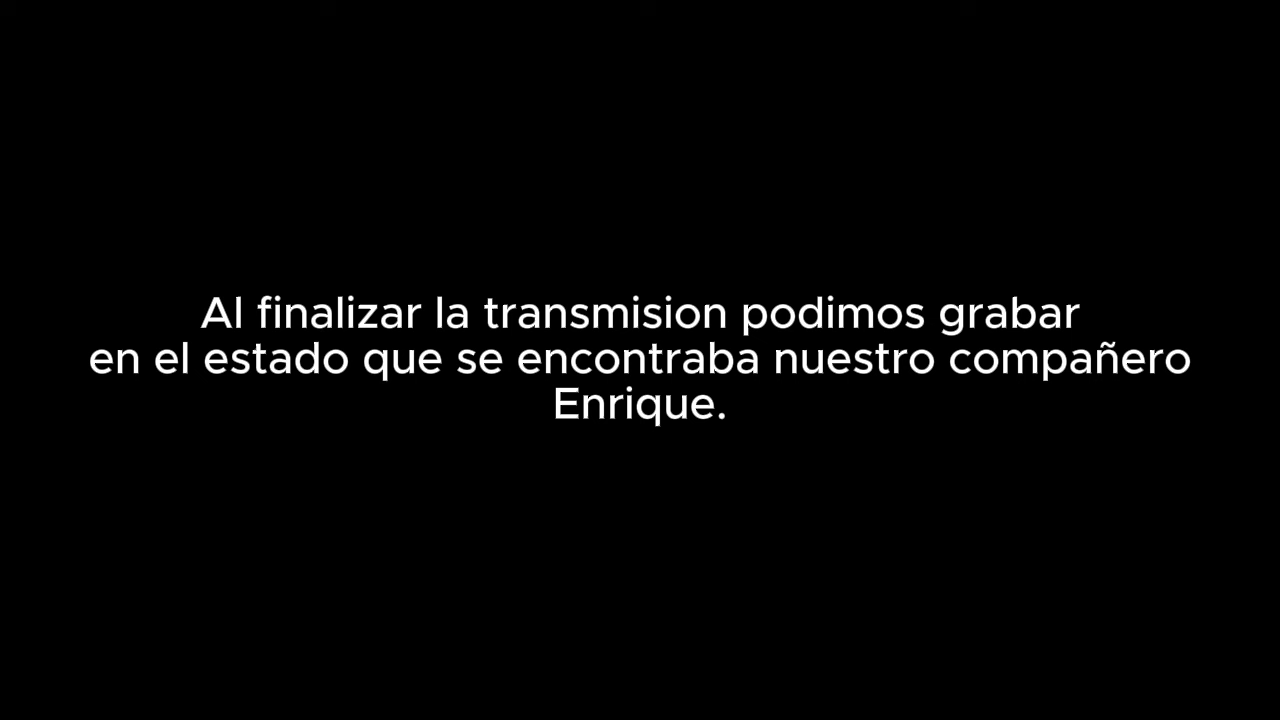 Al finalizar la transmision podimos grabar
en el estado que se encontraba nuestro compañero
Enrique.